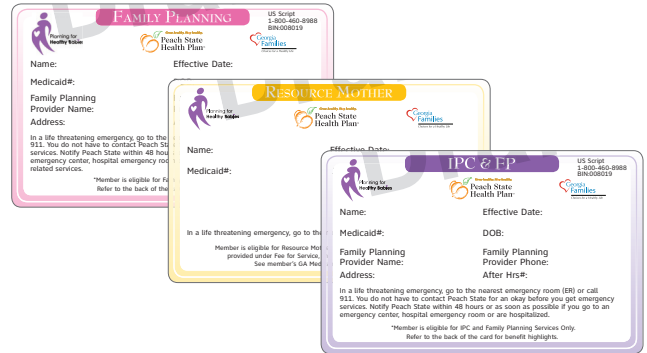 FAMILY PLANNING
US Script
1-800-460-8988
BIN:008019
Planning for
Healthy Babies
Peach State
Health Plan
Georgia
Families
Name:
Effective Date:
Medicaid#:
Family Planning
Provider Name:
Address:
In a life threatening emergency, go to the
911. You do not have to contact Peach Sta
services. Notify Peach State within 48 hou
emergency center, hospital emergency roo
related services.
*Member is eligible for Fa
Refer to the back of the
RESOURCE MOTHER
Planning for
Healthy Babies
Peach State
Health Plan
Georgia
Families
Name:
Effective Date:
Medicaid#:
In a life threatening emergency, go to the
Member is eligible for Resource Mot
provided under Fee for Service,
See member's GA Med
IPC & FP
US Script
1-800-460-8988
BIN:008019
Planning for
Healthy Babies
Peach State
Health Plan
Georgia
Families
Name:
Effective Date:
Medicaid#:
DOB:
Family Planning
Provider Name:
Family Planning
Provider Phone:
Address:
After Hrs#:
In a life threatening emergency, go to the nearest emergency room (ER) or call
911. You do not have to contact Peach State for an okay before you get emergency
services. Notify Peach State within 48 hours or as soon as possible if you go to an
emergency center, hospital emergency room or are hospitalized.
*Member is eligible for IPC and Family Planning Services Only.
Refer to the back of the card for benefit highlights.